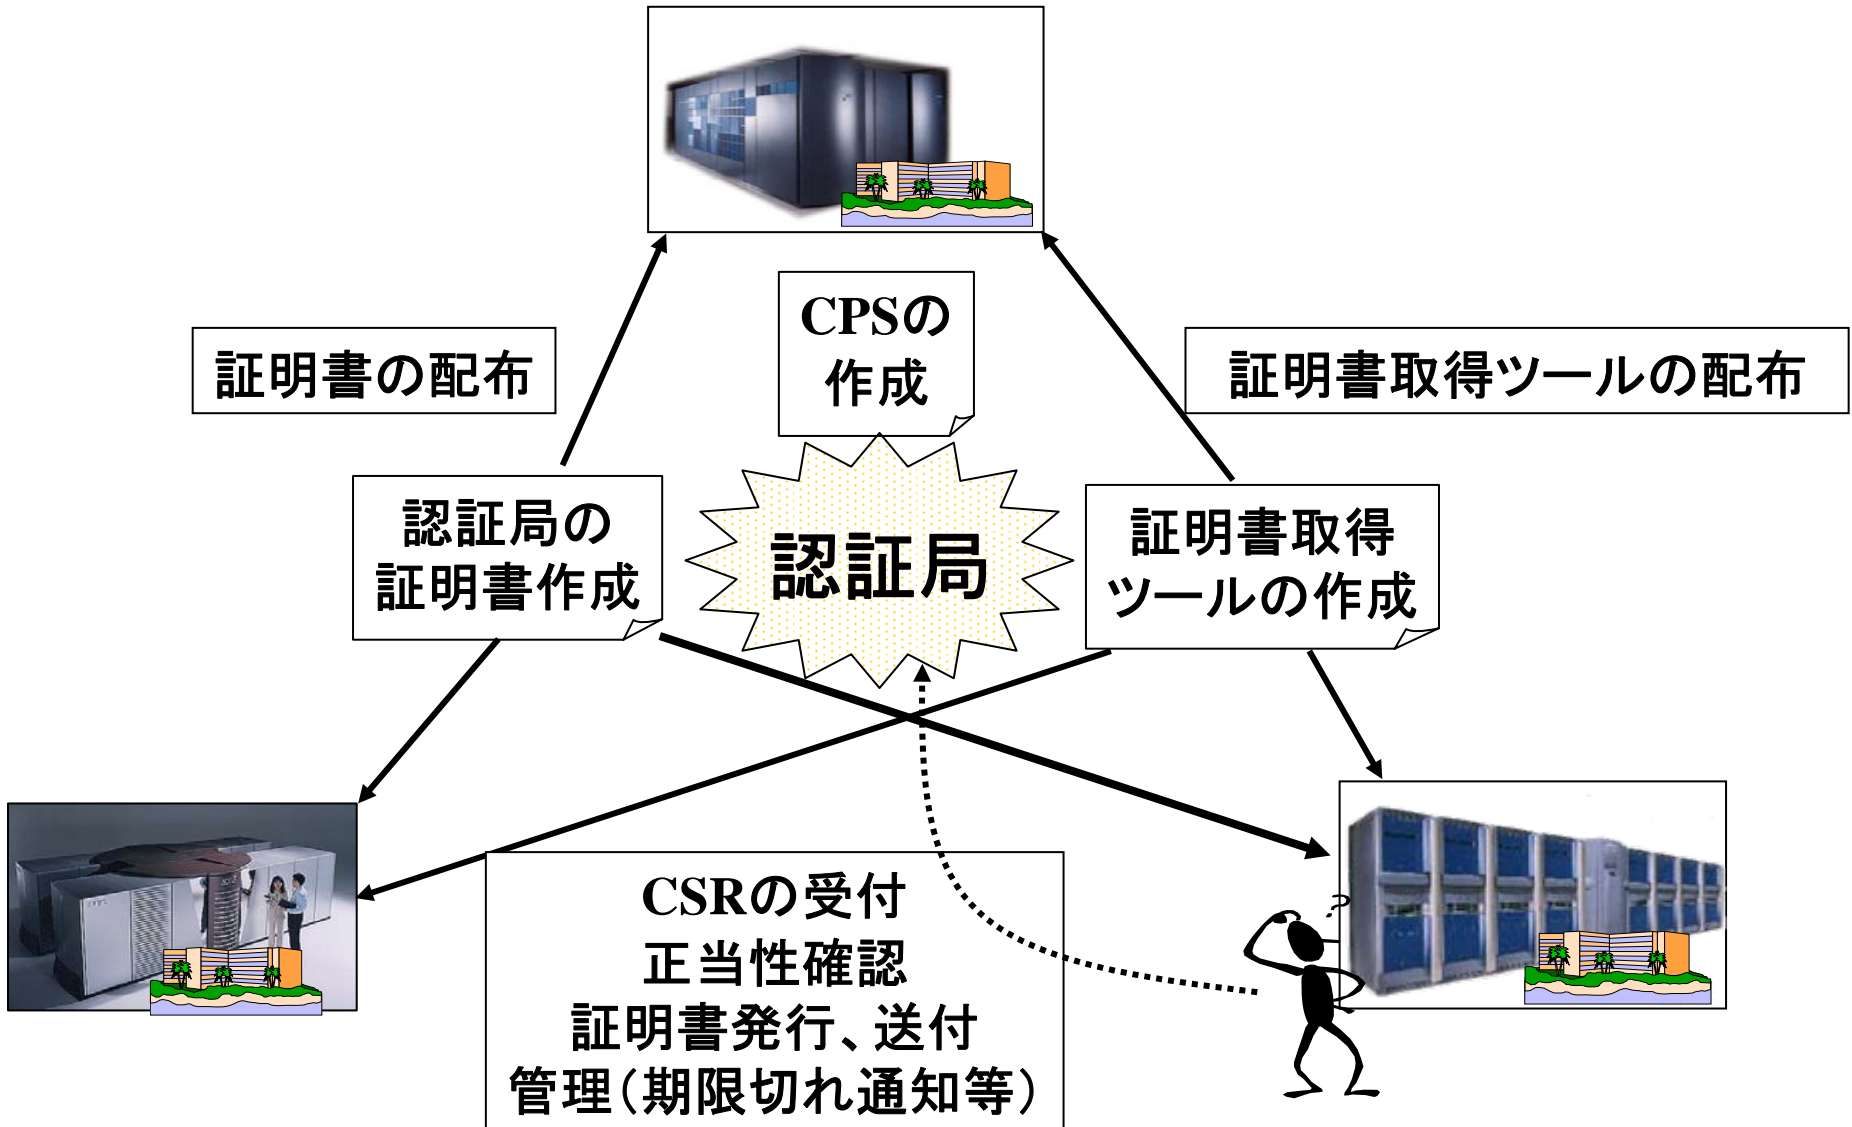 CPSの
作成
証明書の配布
証明書取得ツールの配布
認証局の
証明書作成
認証局
証明書取得
ツールの作成
CSRの受付
正当性確認
証明書発行、送付
管理（期限切れ通知等）
?